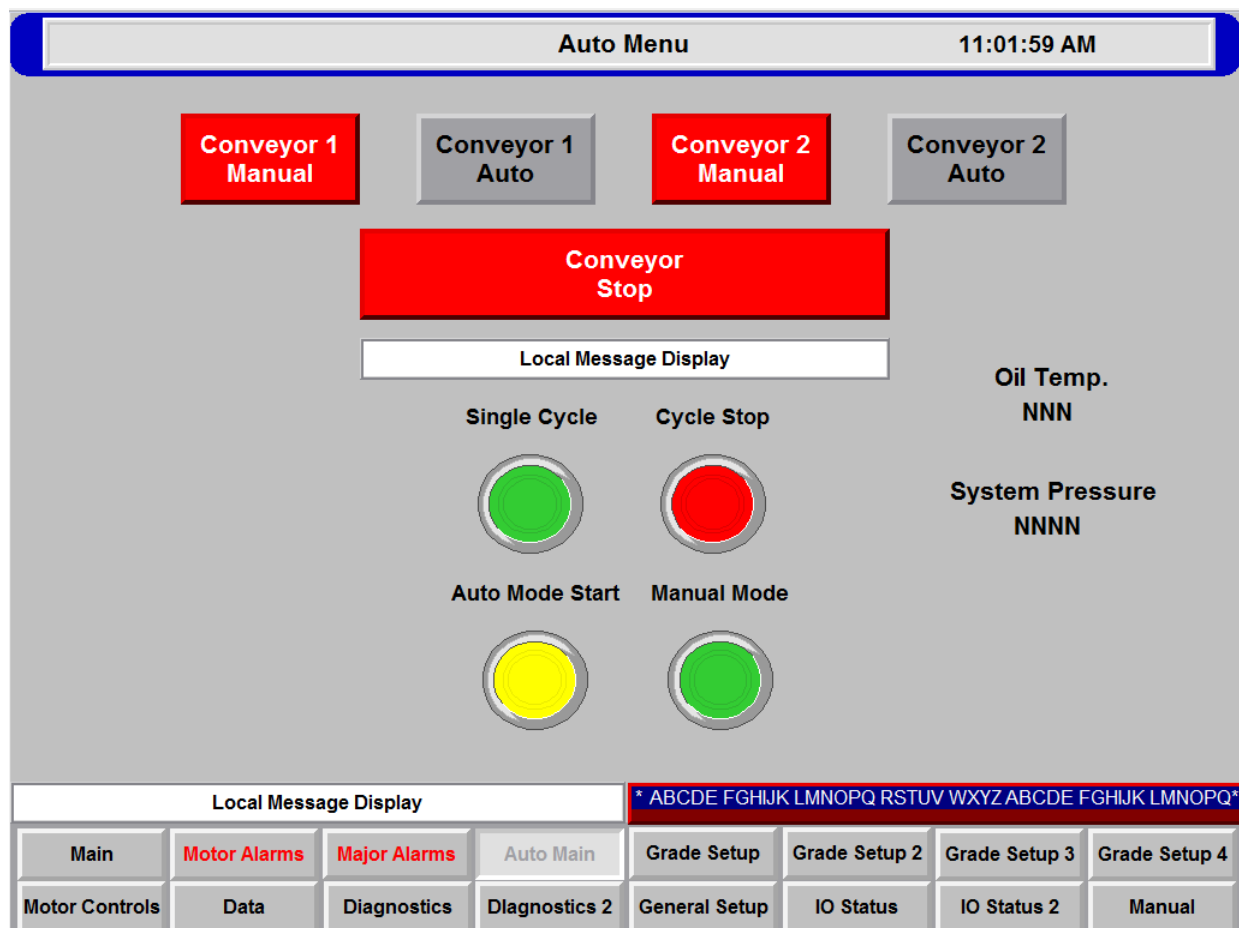 Auto Menu 11:01:59 AM
Conveyor 1
Manual
Conveyor 1
Auto
Conveyor 2
Manual
Conveyor 2
Auto
Conveyor
Stop
Local Message Display
Oil Temp.
NNN
Single Cycle
Cycle Stop
System Pressure
NNNN
Auto Mode Start
Manual Mode
Local Message Display
* ABCDE FGHIJK LMNOPQ RSTUV WXYZ ABCDE FGHIJK LMNOPQ*
Main
Motor Alarms
Major Alarms
Auto Main
Grade Setup
Grade Setup 2
Grade Setup 3
Grade Setup 4
Motor Controls
Data
Diagnostics
DIagnostics 2
General Setup
IO Status
IO Status 2
Manual